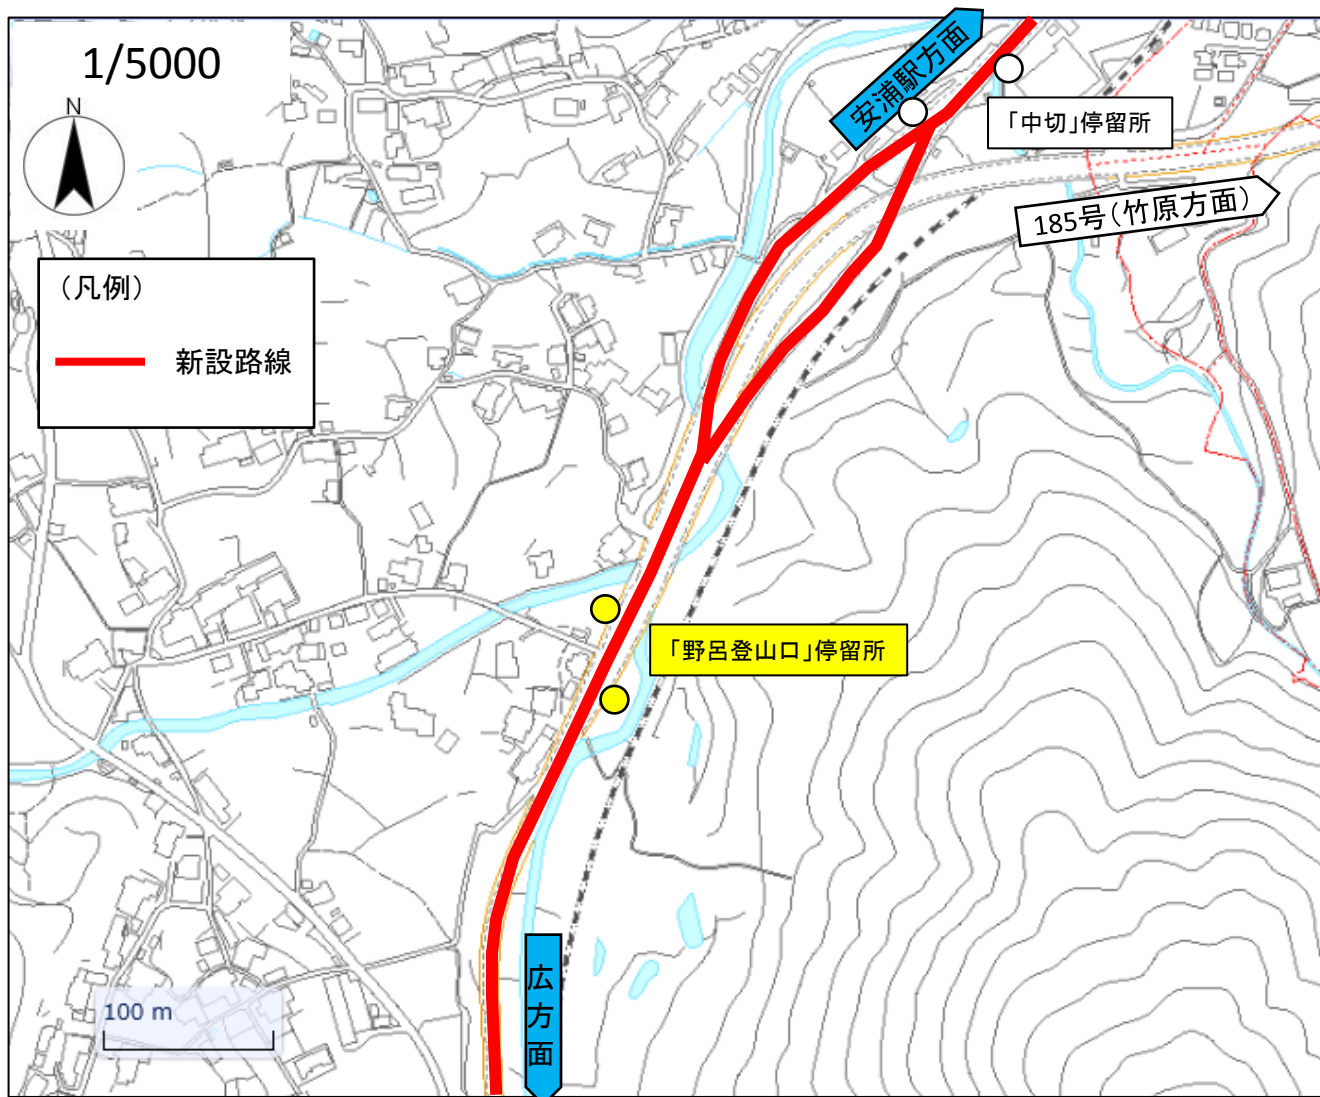 1/5000
N
安浦駅方面
「中切」停留所
185号(竹原方面)
(凡例)
新設路線
「野呂登山口」停留所
広方面
100 m